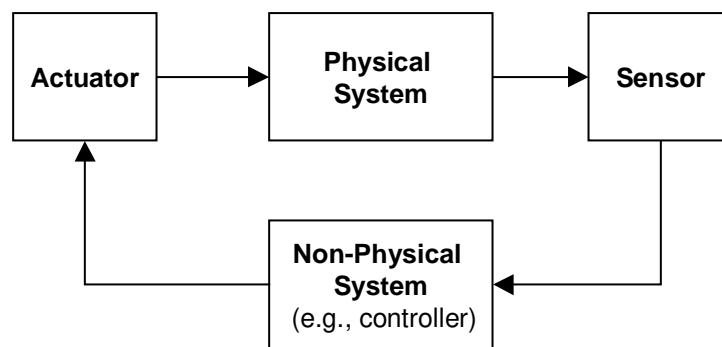 Actuator
Physical
System
Sensor
Non-Physical
System
(e.g., controller)